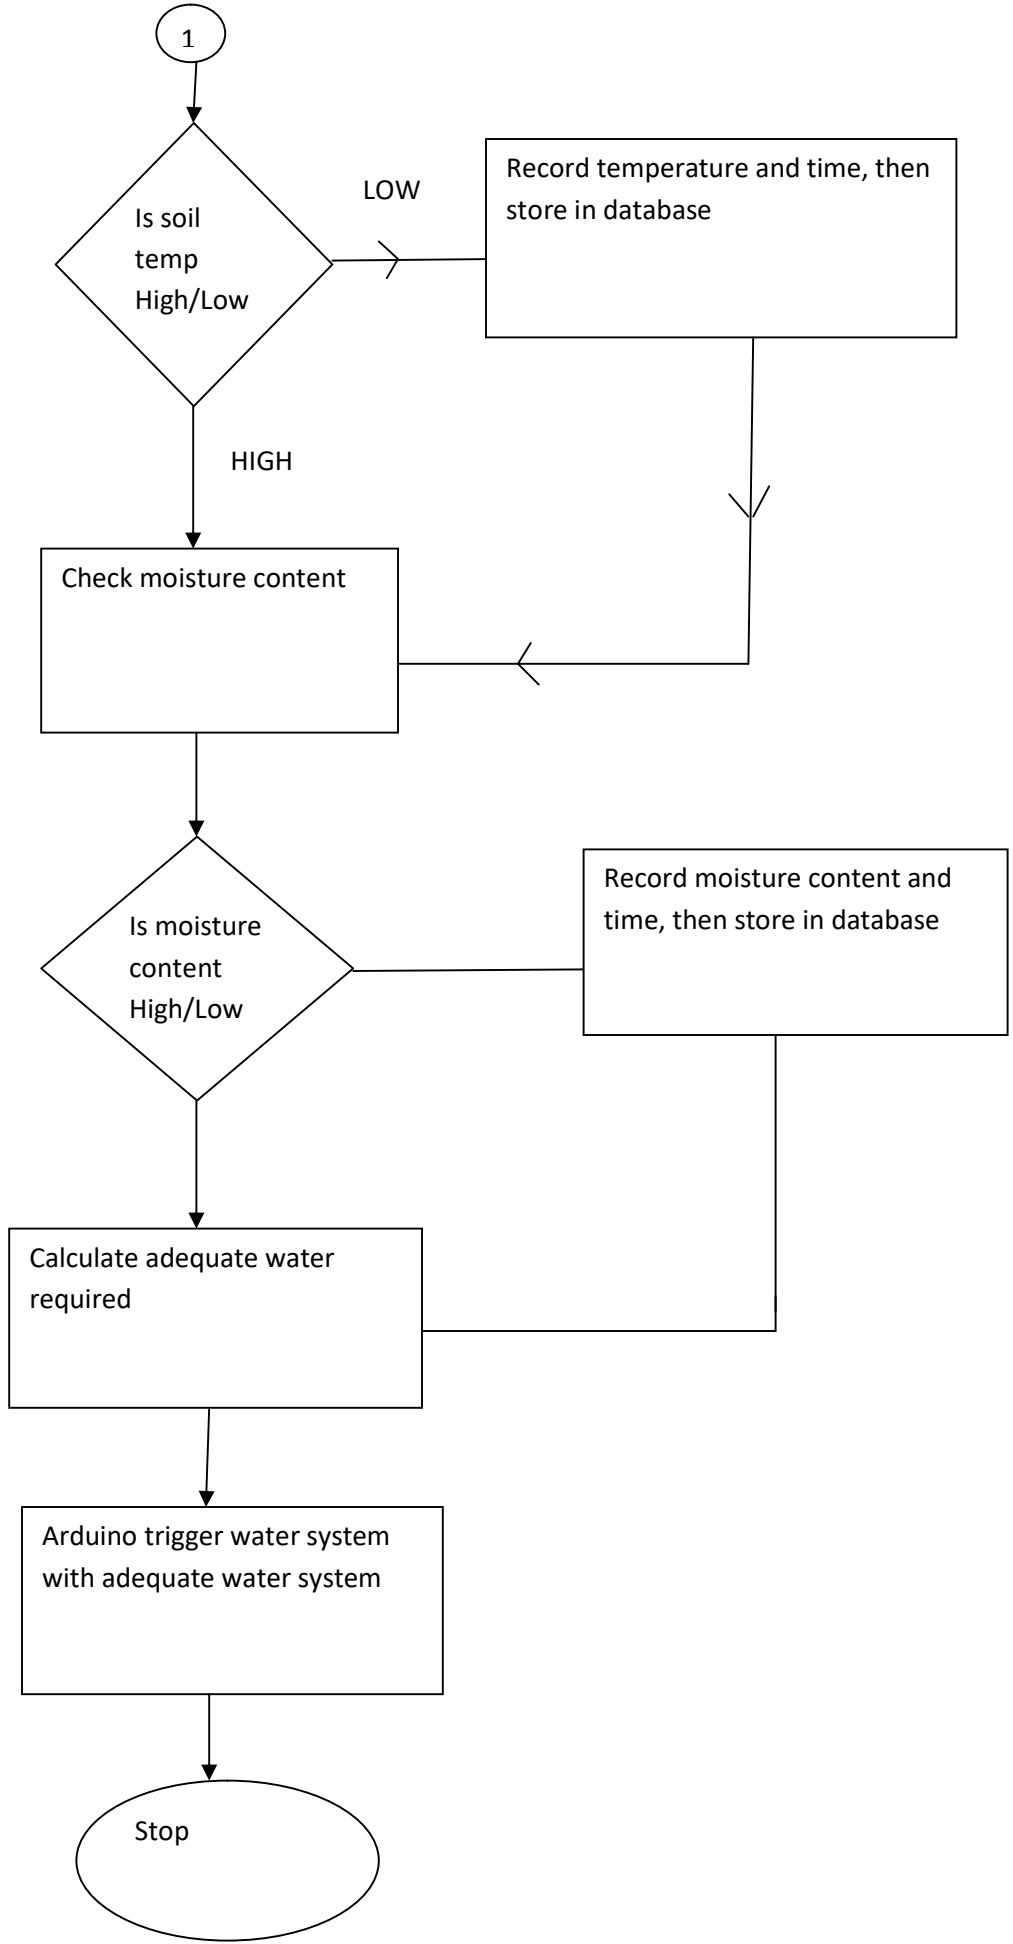 1
Is soil
temp
High/Low
LOW
Record temperature and time, then
store in database
HIGH
Check moisture content
Is moisture
content
High/Low
Record moisture content and
time, then store in database
Calculate adequate water
required
Arduino trigger water system
with adequate water system
Stop